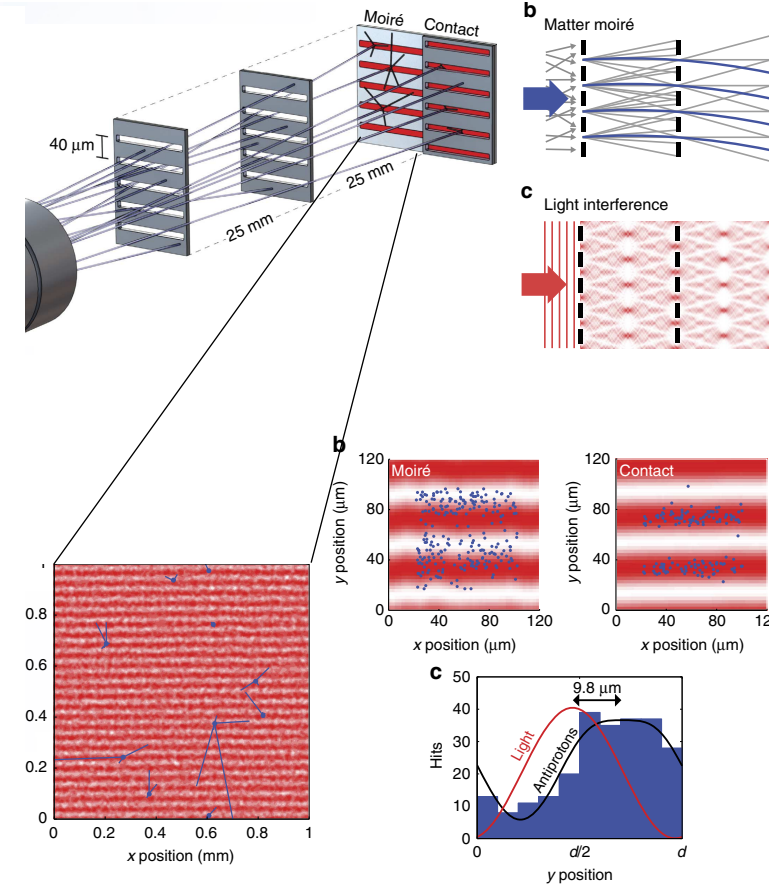 Moiré
Contact
40 μm
25 mm
25 mm
b
Matter moiré
c
Light interference
b
Moiré
120
80
40
0
0
40
80
120
y position (μm)
x position (μm)
Contact
120
80
40
0
0
40
80
120
y position (μm)
x position (μm)
0.8
0.6
0.4
0.2
0
0
0.2
0.4
0.6
0.8
1
x position (mm)
c
50
40
30
20
10
0
Hits
9.8 μm
Light
Antiprotons
0
d/2
d
y position